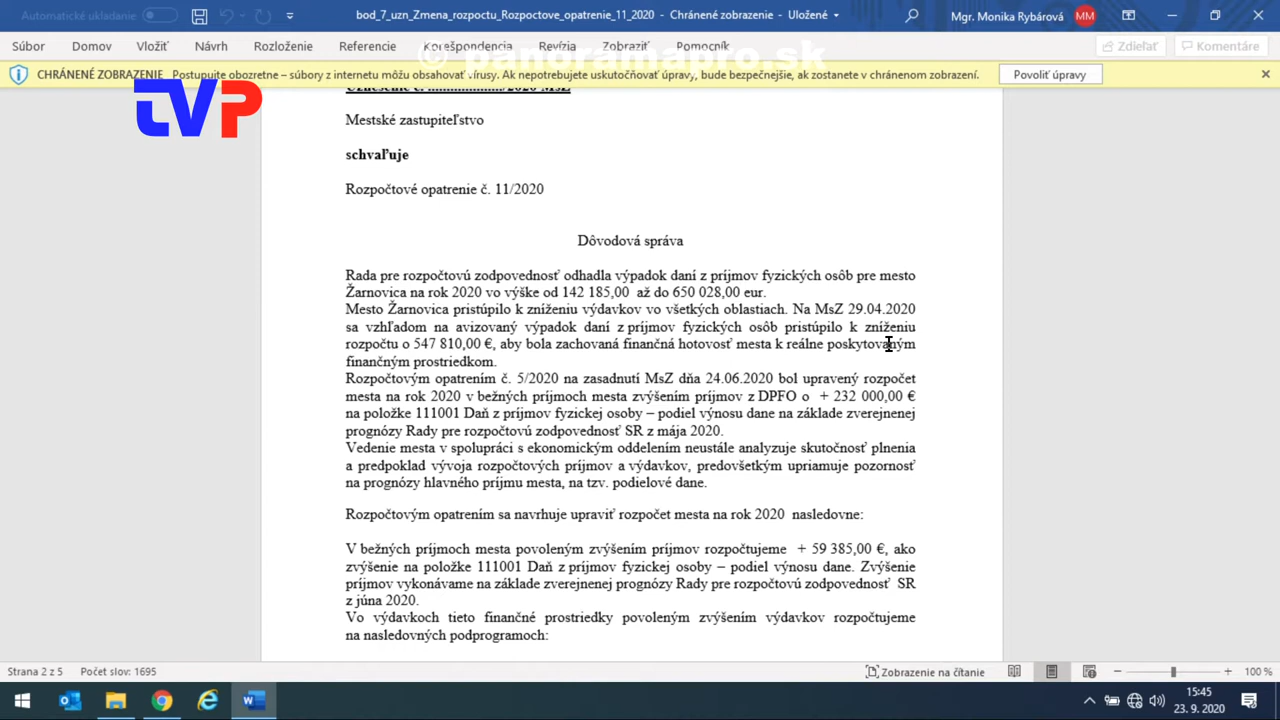 Automatické ukladanie
bod_7_uzn_Zmena_rozpoctu_Rozpoctove_opatrenie_11_2020 - Chránené zobrazenie - Uložené
Mgr. Monika Rybárová
MM
Súbor Domov Vložiť Návrh Rozloženie Referencie Korešpondencia Revízia Zobraziť Pomocník Zdieľať Komentáre
© panoramapro.sk
CHRÁNENÉ ZOBRAZENIE Postupujte obozretne – súbory z internetu môžu obsahovať vírusy. Ak nepotrebujete uskutočňovať úpravy, bude bezpečnejšie, ak zostanete v chránenom zobrazení. Povoliť úpravy
tVP
Uznesenie č. ...................../2020 MsZ
Mestské zastupiteľstvo
schvaľuje
Rozpočtové opatrenie č. 11/2020
Dôvodová správa
Rada pre rozpočtovú zodpovednosť odhadla výpadok daní z príjmov fyzických osôb pre mesto
Žarnovica na rok 2020 vo výške od 142 185,00 až do 650 028,00 eur.
Mesto Žarnovica pristúpilo k zníženiu výdavkov vo všetkých oblastiach. Na MsZ 29.04.2020
sa vzhľadom na avizovaný výpadok daní z príjmov fyzických osôb pristúpilo k zníženiu
rozpočtu o 547 810,00 €, aby bola zachovaná finančná hotovosť mesta k reálne poskytovaným
finančným prostriedkom.
Rozpočtovým opatrením č. 5/2020 na zasadnutí MsZ dňa 24.06.2020 bol upravený rozpočet
mesta na rok 2020 v bežných príjmoch mesta zvýšením príjmov z DPFO o + 232 000,00 €
na položke 111001 Daň z príjmov fyzickej osoby – podiel výnosu dane na základe zverejnenej
prognózy Rady pre rozpočtovú zodpovednosť SR z mája 2020.
Vedenie mesta v spolupráci s ekonomickým oddelením neustále analyzuje skutočnosť plnenia
a predpoklad vývoja rozpočtových príjmov a výdavkov, predovšetkým upriamuje pozornosť
na prognózy hlavného príjmu mesta, na tzv. podielové dane.
Rozpočtovým opatrením sa navrhuje upraviť rozpočet mesta na rok 2020 nasledovne:
V bežných príjmoch mesta povoleným zvýšením príjmov rozpočtujeme + 59 385,00 €, ako
zvýšenie na položke 111001 Daň z príjmov fyzickej osoby – podiel výnosu dane. Zvýšenie
príjmov vykonávame na základe zverejnenej prognózy Rady pre rozpočtovú zodpovednosť SR
z júna 2020.
Vo výdavkoch tieto finančné prostriedky povoleným zvýšením výdavkov rozpočtujeme
na nasledovných podprogramoch:
Strana 2 z 5 Počet slov: 1695 Zobrazenie na čítanie 100 %
15:45
23. 9. 2020